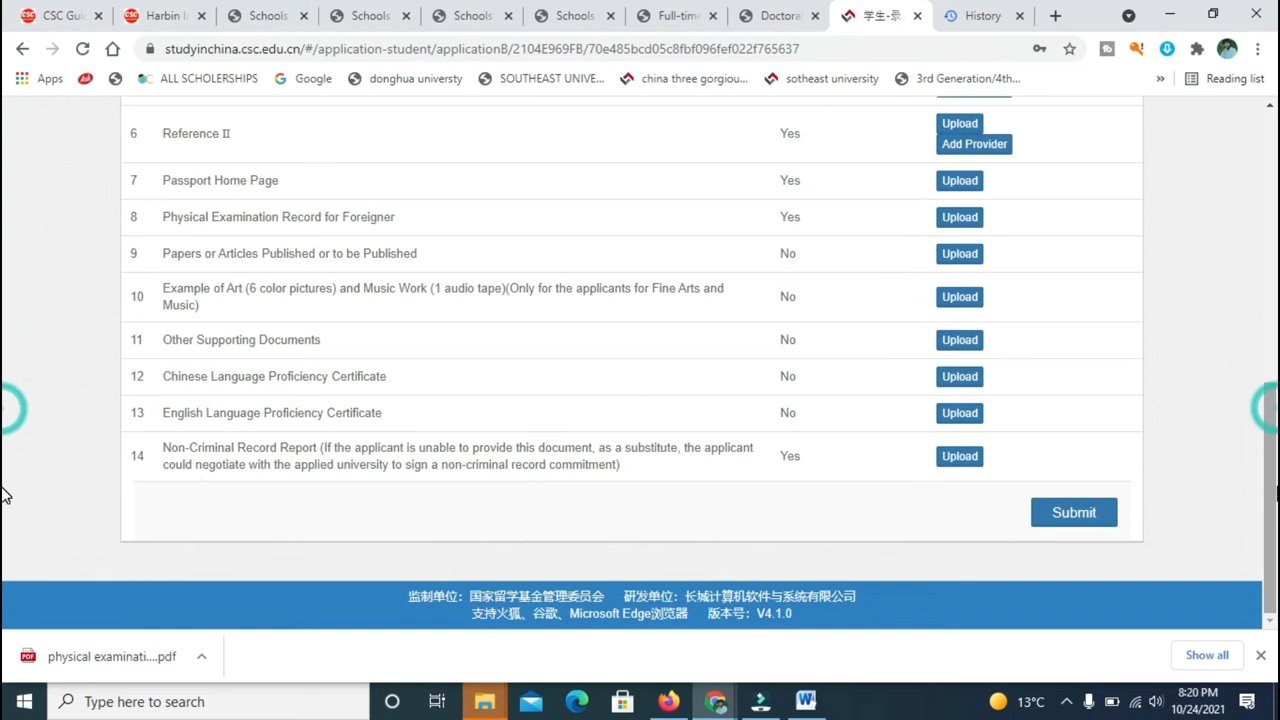 CSC Gui
Harbin In
Schools
Schools
Schools
Schools
Full-time
Doctoral
学生-录
History
studyinchina.csc.edu.cn/#/application-student/applicationB/2104E969FB/70e485bcd05c8fbf096fef022f765637
Apps
ALL SCHOLERSHIPS
Google
donghua univesty
SOUTHEAST UNIVE...
china three gorgiou...
sotheast university
3rd Generation/4th...
»
Reading list
6 Reference Ⅱ Yes Upload
Add Provider
7 Passport Home Page Yes Upload
8 Physical Examination Record for Foreigner Yes Upload
9 Papers or Articles Published or to be Published No Upload
10 Example of Art (6 color pictures) and Music Work (1 audio tape)(Only for the applicants for Fine Arts and
Music) No Upload
11 Other Supporting Documents No Upload
12 Chinese Language Proficiency Certificate No Upload
13 English Language Proficiency Certificate No Upload
14 Non-Criminal Record Report (If the applicant is unable to provide this document, as a substitute, the applicant
could negotiate with the applied university to sign a non-criminal record commitment) Yes Upload
Submit
监制单位：国家留学基金管理委员会 研发单位：长城计算机软件与系统有限公司
支持火狐、谷歌、Microsoft Edge浏览器 版本号：V4.1.0
PDF physical examinati....pdf
Show all
Type here to search
13°C
8:20 PM
10/24/2021